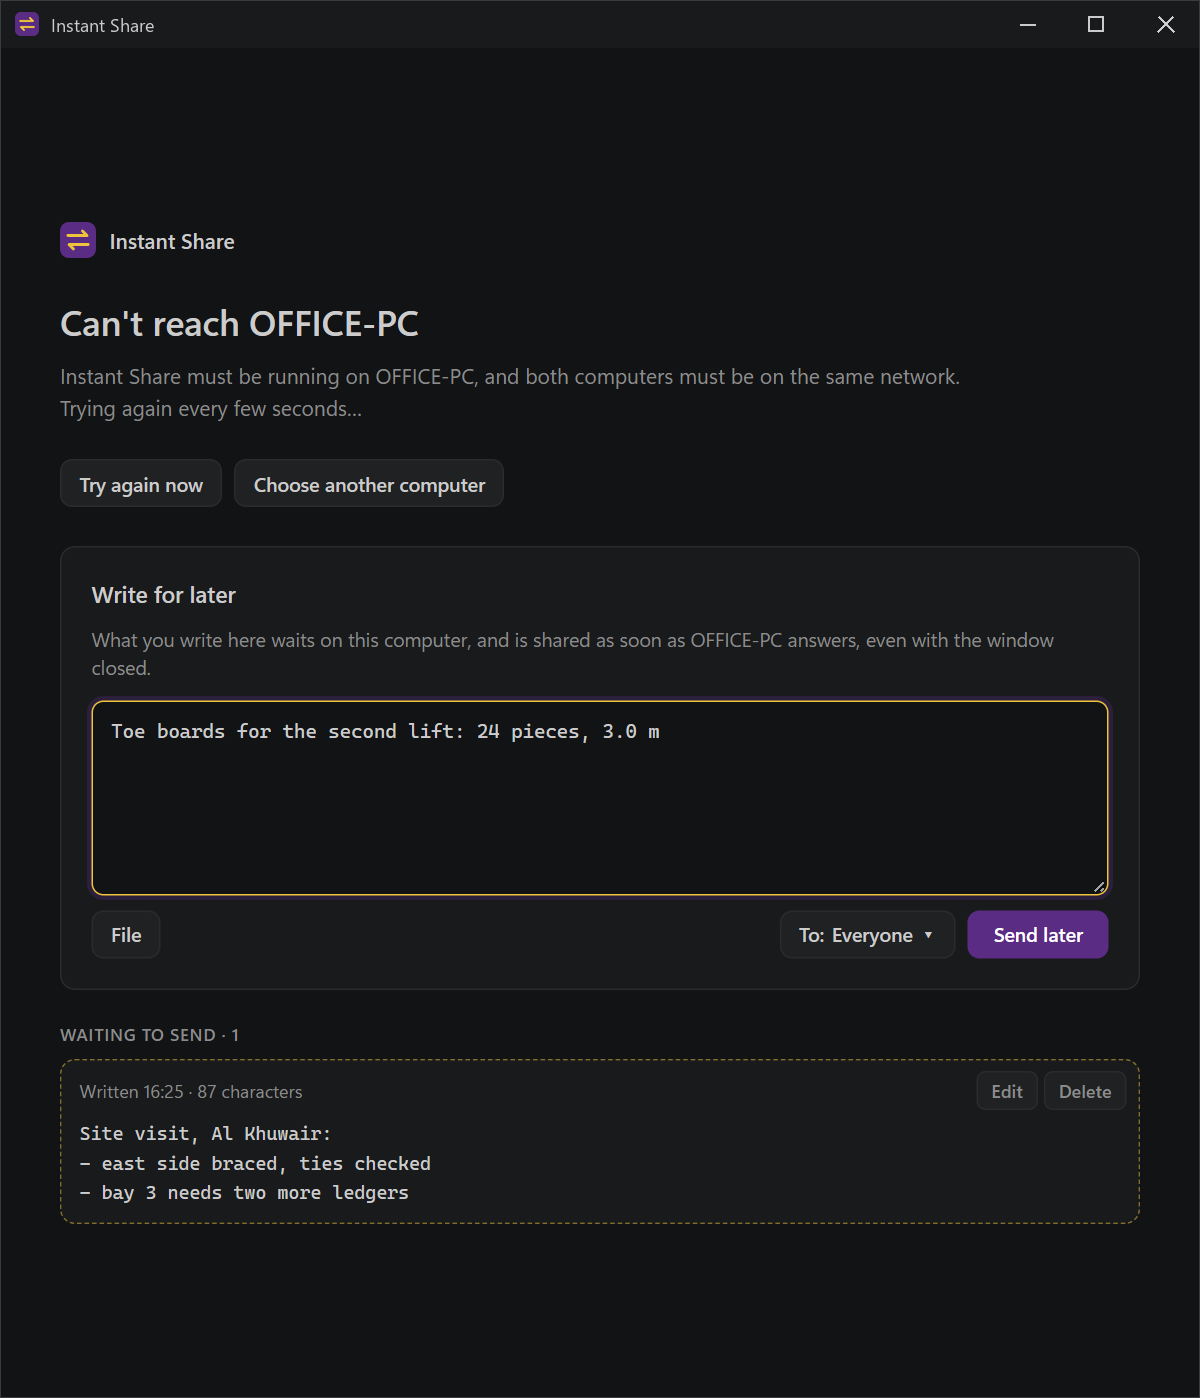 Instant Share
Instant Share
Can't reach OFFICE-PC
Instant Share must be running on OFFICE-PC, and both computers must be on the same network.
Trying again every few seconds...
Try again now
Choose another computer
Write for later
What you write here waits on this computer, and is shared as soon as OFFICE-PC answers, even with the window
closed.
Toe boards for the second lift: 24 pieces, 3.0 m
File
To: Everyone ▾
Send later
WAITING TO SEND · 1
Written 16:25 · 87 characters
Edit
Delete
Site visit, Al Khuwair:
- east side braced, ties checked
- bay 3 needs two more ledgers